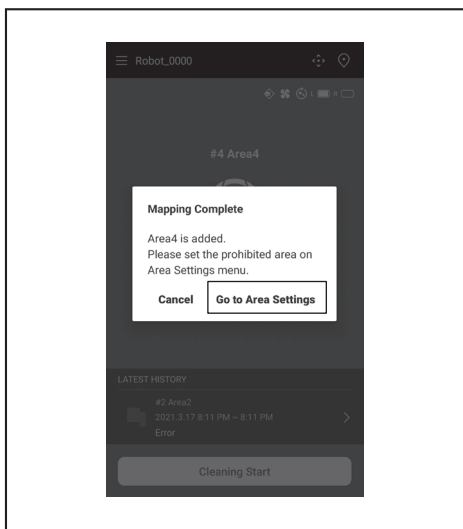 Robot_0000
L R
#4 Area4
Mapping Complete
Area4 is added.
Please set the prohibited area on
Area Settings menu.
Cancel Go to Area Settings
LATEST HISTORY
#2 Area2
2021.3.17 8:11 PM ~ 8:11 PM
Error
Cleaning Start